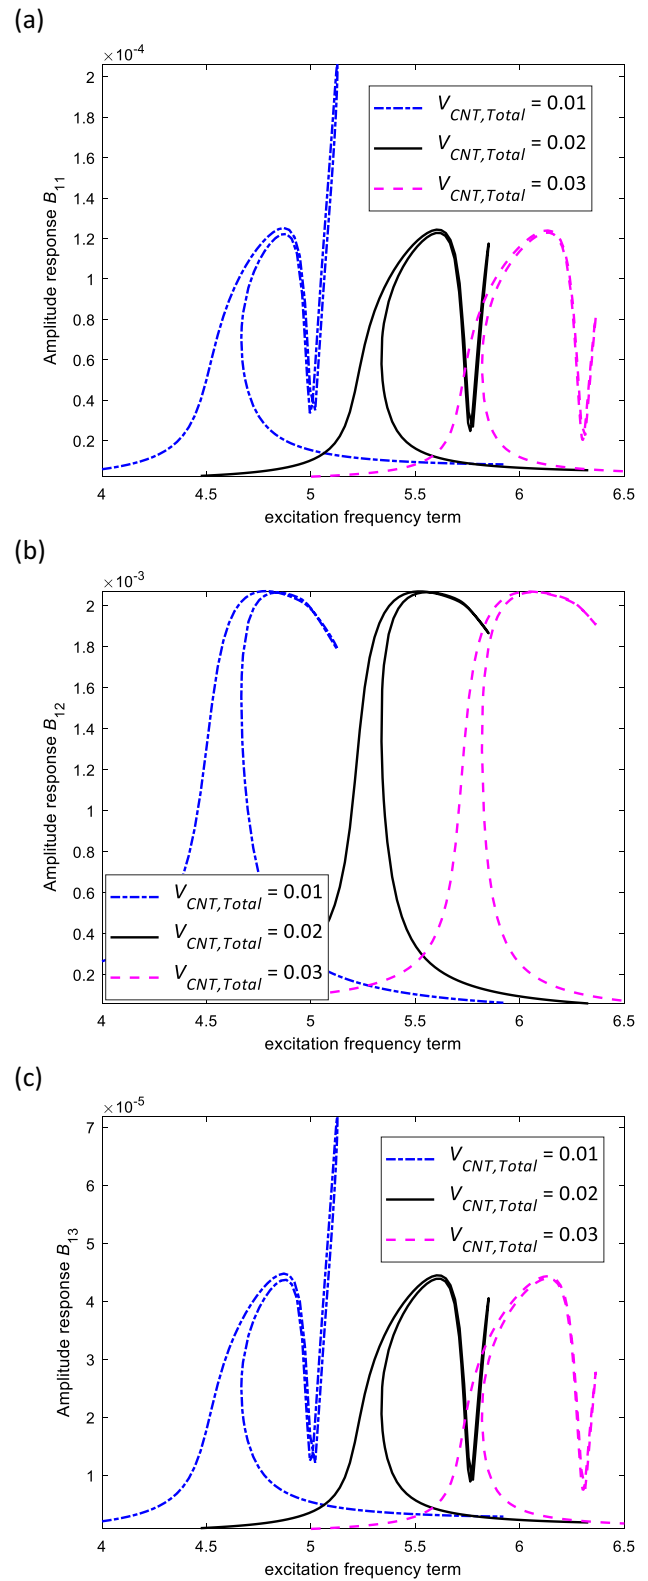 (a)
×10⁻⁴
2
1.8
1.6
1.4
1.2
1
0.8
0.6
0.4
0.2
Amplitude response B₁₁
V_CNT,Total = 0.01
V_CNT,Total = 0.02
V_CNT,Total = 0.03
4 4.5 5 5.5 6 6.5
excitation frequency term
(b)
×10⁻³
2
1.8
1.6
1.4
1.2
1
0.8
0.6
0.4
0.2
Amplitude response B₁₂
V_CNT,Total = 0.01
V_CNT,Total = 0.02
V_CNT,Total = 0.03
4 4.5 5 5.5 6 6.5
excitation frequency term
(c)
×10⁻⁵
7
6
5
4
3
2
1
Amplitude response B₁₃
V_CNT,Total = 0.01
V_CNT,Total = 0.02
V_CNT,Total = 0.03
4 4.5 5 5.5 6 6.5
excitation frequency term